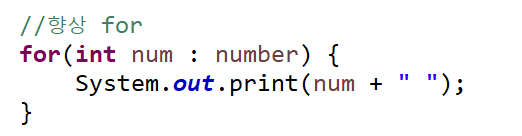 //향상 for
for(int num : number) {
    System.out.print(num + " ");
}